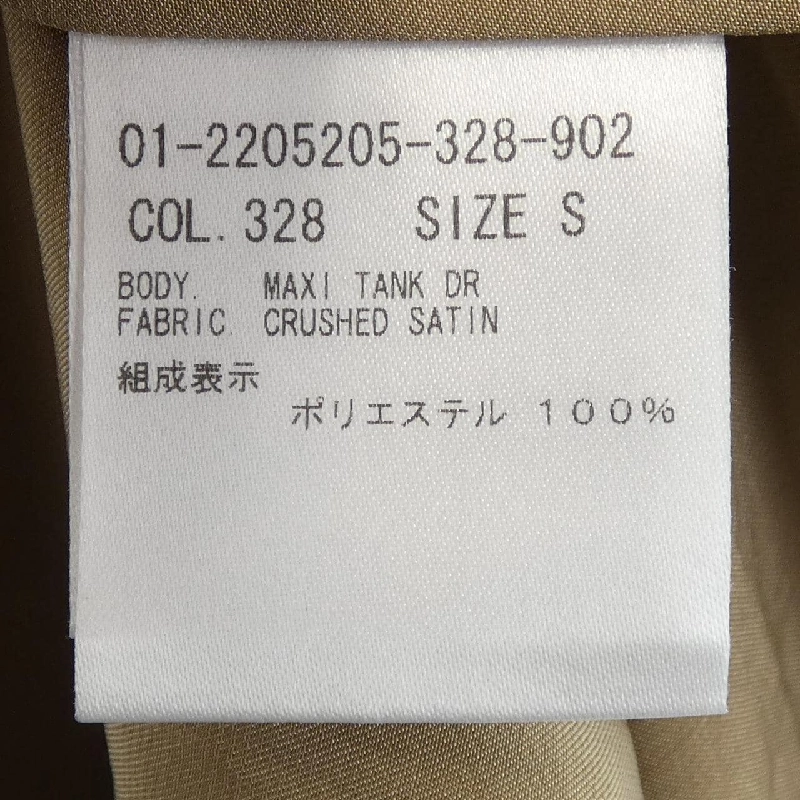 01-2205205-328-902
COL. 328 SIZE S
BODY. MAXI TANK DR
FABRIC CRUSHED SATIN
組成表示
ポリエステル 100%